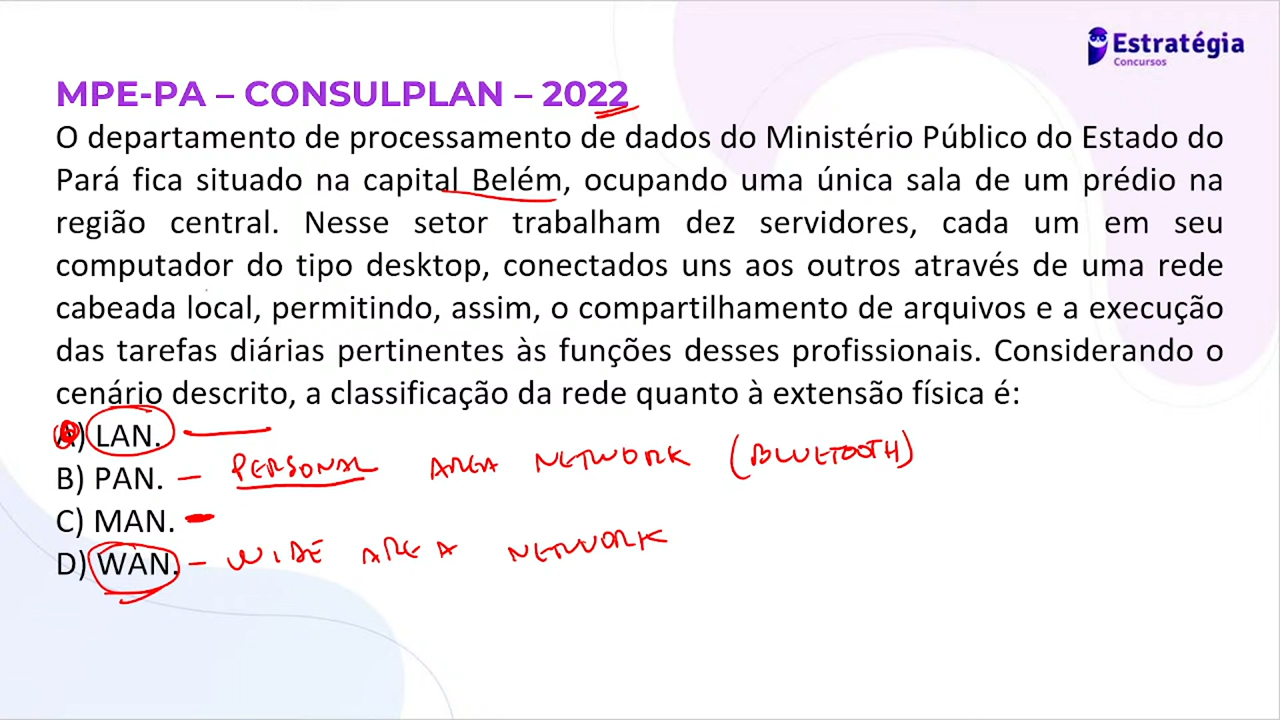 Estratégia
Concursos
MPE-PA – CONSULPLAN – 2022
O departamento de processamento de dados do Ministério Público do Estado do
Pará fica situado na capital Belém, ocupando uma única sala de um prédio na
região central. Nesse setor trabalham dez servidores, cada um em seu
computador do tipo desktop, conectados uns aos outros através de uma rede
cabeada local, permitindo, assim, o compartilhamento de arquivos e a execução
das tarefas diárias pertinentes às funções desses profissionais. Considerando o
cenário descrito, a classificação da rede quanto à extensão física é:
A) LAN.
B) PAN. – PERSONAL AREA NETWORK (BLUETOOTH)
C) MAN. –
D) WAN. – WIDE AREA NETWORK